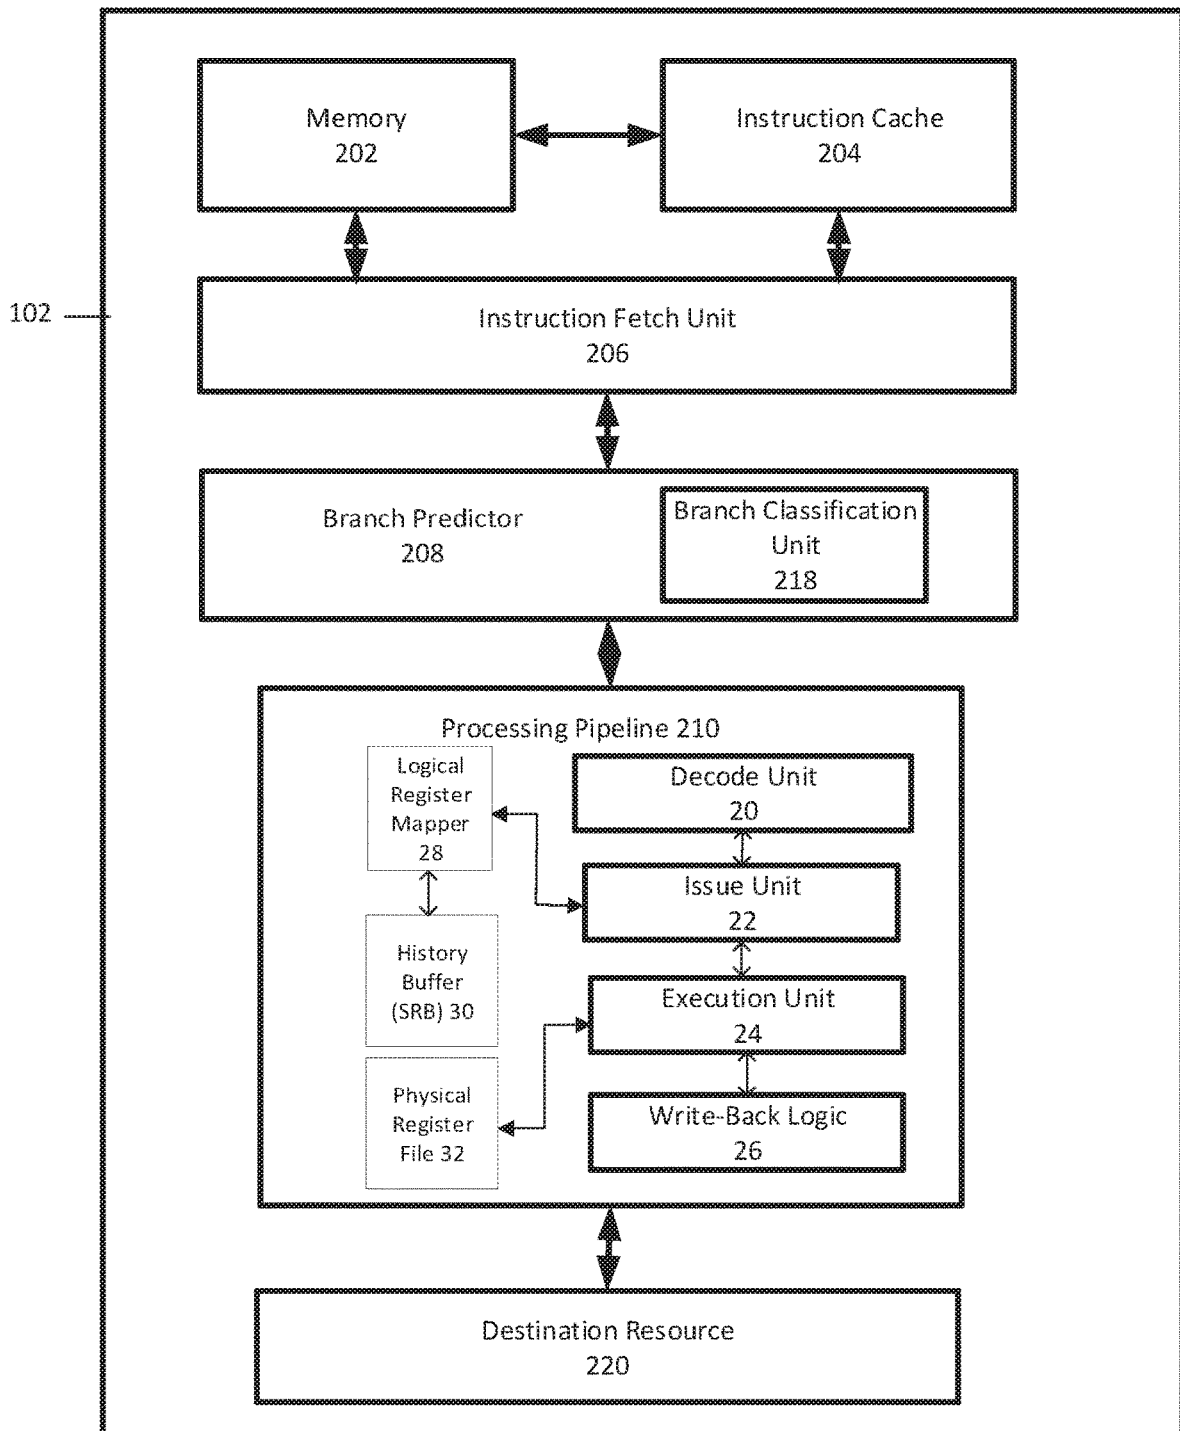 Memory
202
Instruction Cache
204
102
Instruction Fetch Unit
206
Branch Predictor
208
Branch Classification
Unit
218
Processing Pipeline 210
Logical
Register
Mapper
28
Decode Unit
20
Issue Unit
22
History
Buffer
(SRB) 30
Execution Unit
24
Physical
Register
File 32
Write-Back Logic
26
Destination Resource
220